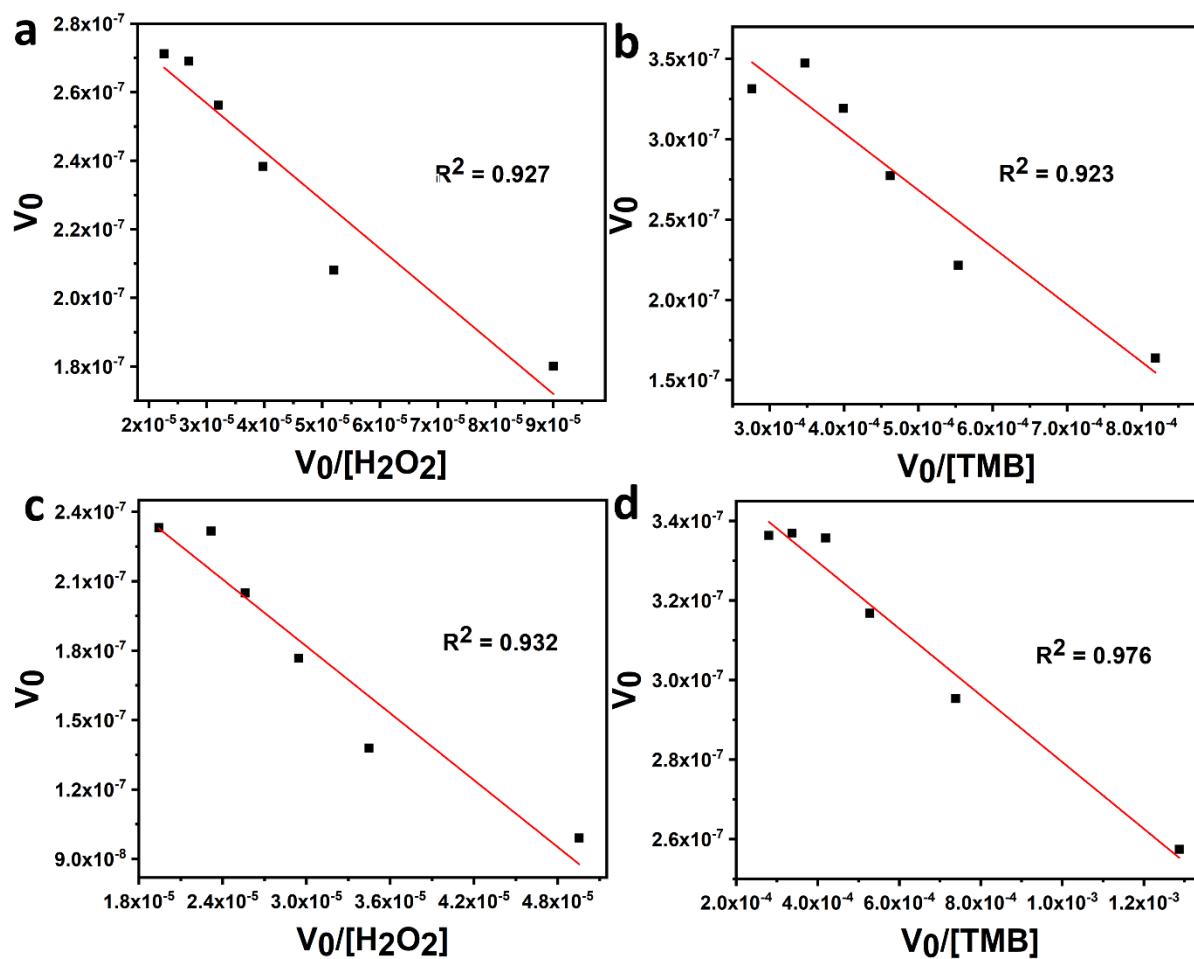 a
2.8x10⁻⁷
2.6x10⁻⁷
2.4x10⁻⁷
2.2x10⁻⁷
2.0x10⁻⁷
1.8x10⁻⁷
V₀
R² = 0.927
2x10⁻⁵ 3x10⁻⁵ 4x10⁻⁵ 5x10⁻⁵ 6x10⁻⁵ 7x10⁻⁵ 8x10⁻⁵ 9x10⁻⁵
V₀/[H₂O₂]
b
3.5x10⁻⁷
3.0x10⁻⁷
2.5x10⁻⁷
2.0x10⁻⁷
1.5x10⁻⁷
V₀
R² = 0.923
3.0x10⁻⁴ 4.0x10⁻⁴ 5.0x10⁻⁴ 6.0x10⁻⁴ 7.0x10⁻⁴ 8.0x10⁻⁴
V₀/[TMB]
c
2.4x10⁻⁷
2.1x10⁻⁷
1.8x10⁻⁷
1.5x10⁻⁷
1.2x10⁻⁷
9.0x10⁻⁸
V₀
R² = 0.932
1.8x10⁻⁵ 2.4x10⁻⁵ 3.0x10⁻⁵ 3.6x10⁻⁵ 4.2x10⁻⁵ 4.8x10⁻⁵
V₀/[H₂O₂]
d
3.4x10⁻⁷
3.2x10⁻⁷
3.0x10⁻⁷
2.8x10⁻⁷
2.6x10⁻⁷
V₀
R² = 0.976
2.0x10⁻⁴ 4.0x10⁻⁴ 6.0x10⁻⁴ 8.0x10⁻⁴ 1.0x10⁻³ 1.2x10⁻³
V₀/[TMB]